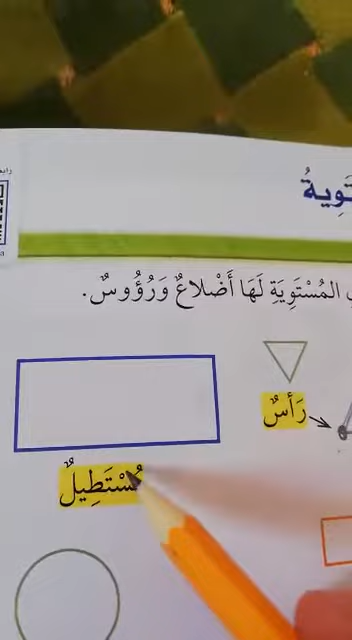 المُسْتَوِيَةِ لَهَا أَضْلاعٌ وَرُؤُوسٌ.
رَأْسٌ
مُسْتَطِيلٌ